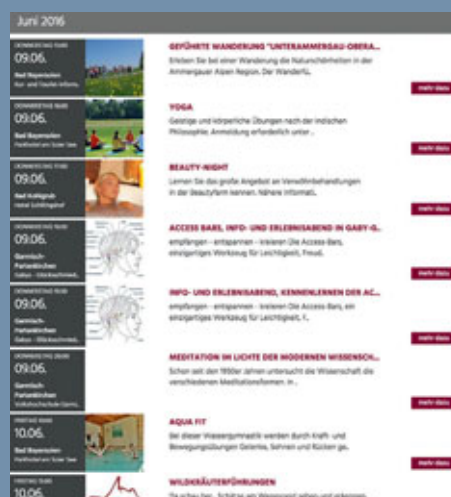 Juni 2016
09.06.
Bad Bayersoien
GEFÜHRTE WANDERUNG "UNTERAMMERGAU-OBERA...
Erleben Sie bei einer Wanderung die Naturschönheiten in der
Ammergauer Alpen Region. Der Wanderfü..
mehr dazu
09.06.
Bad Bayersoien
Parkhotel am Soier See
YOGA
Geistige und körperliche Übungen nach der indischen
Philosophie. Anmeldung erforderlich unter...
mehr dazu
09.06.
Bad Kohlgrub
BEAUTY-NIGHT
Lernen Sie das große Angebot an Verwöhnbehandlungen
in der Beautyfarm kennen. Nähere Informati..
mehr dazu
09.06.
Garmisch-
Partenkirchen
ACCESS BARS, INFO- UND ERLEBNISABEND IN GABY-G..
empfangen - entspannen - kreieren Die Access-Bars,
einzigartiges Werkzeug für Leichtigkeit, Freud.
mehr dazu
09.06.
Garmisch-
Partenkirchen
INFO- UND ERLEBNISABEND, KENNENLERNEN DER AC..
empfangen - entspannen - kreieren Die Access Bars, ein
einzigartiges Werkzeug für Leichtigkeit, F..
mehr dazu
09.06.
Garmisch-
Partenkirchen
MEDITATION IM LICHTE DER MODERNEN WISSENSCH...
Schon seit den 1950er Jahren untersucht die Wissenschaft die
verschiedenen Meditationsformen. In..
mehr dazu
10.06.
Bad Bayersoien
Parkhotel am Soier See
AQUA FIT
Bei dieser Wassergymnastik werden durch Kraft- und
Bewegungsübungen Gelenke, Sehnen und Rücken ge..
mehr dazu
10.06.
WILDKRÄUTERFÜHRUNGEN